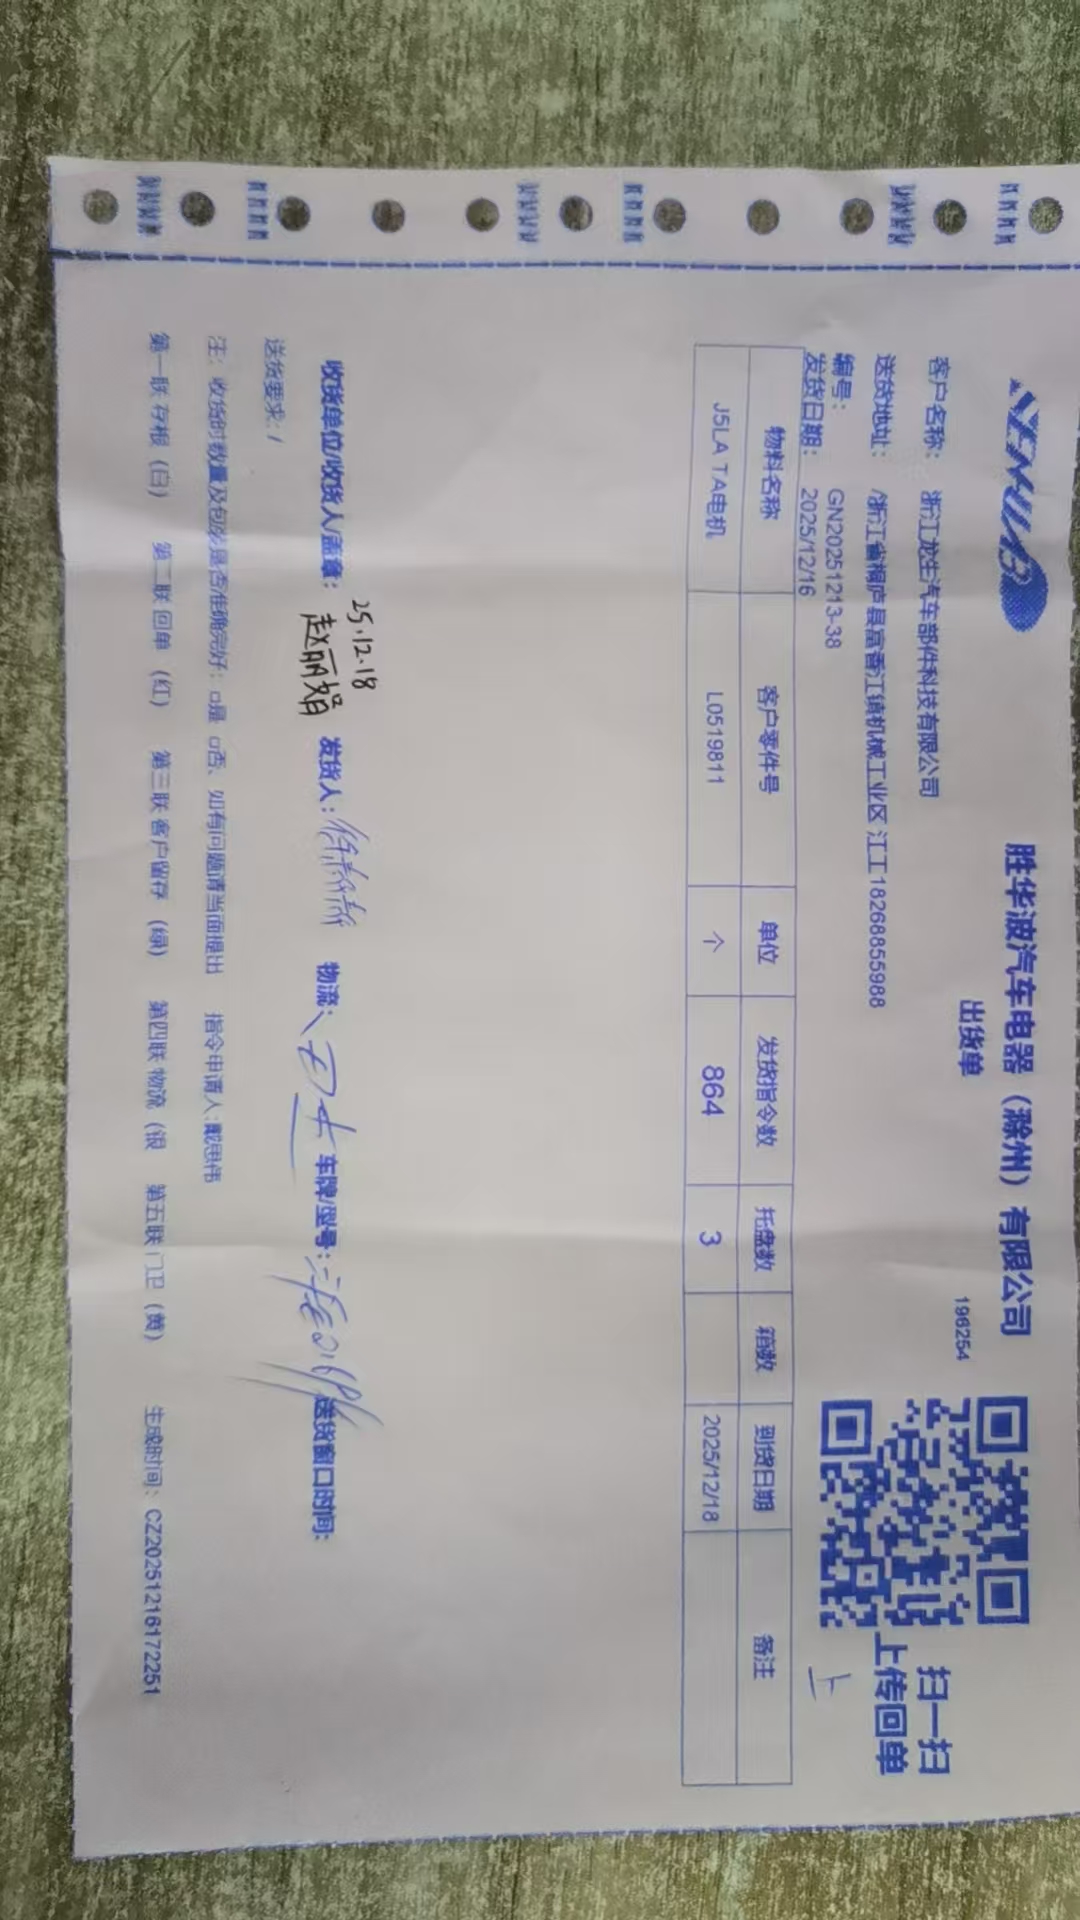 SENUB
胜华波汽车电器（滁州）有限公司
出货单
196254
扫一扫
上传回单
客户名称： 浙江龙生汽车部件科技有限公司
送货地址： /浙江省桐庐县富春江镇机械工业区 江工18268855988
编号： GN20251213-38
发货日期： 2025/12/16
物料名称 客户零件号 单位 发货指令数 托盘数 箱数 到货日期 备注
J5LA TA电机 L0519811 个 864 3 2025/12/18
25.12.18
收货单位/收货人/盖章： 赵丽娟 发货人： 物流： 车牌/型号： 送货窗口时间：
送货要求：/
注：收货时数量及包装是否准确完好：□是 □否、如有问题请当面提出 指令申请人:戴思伟
第一联 存根（白） 第二联 回单（红） 第三联 客户留存（绿） 第四联 物流（银 第五联 门卫（黄） 生成时间：CZ20251216172251